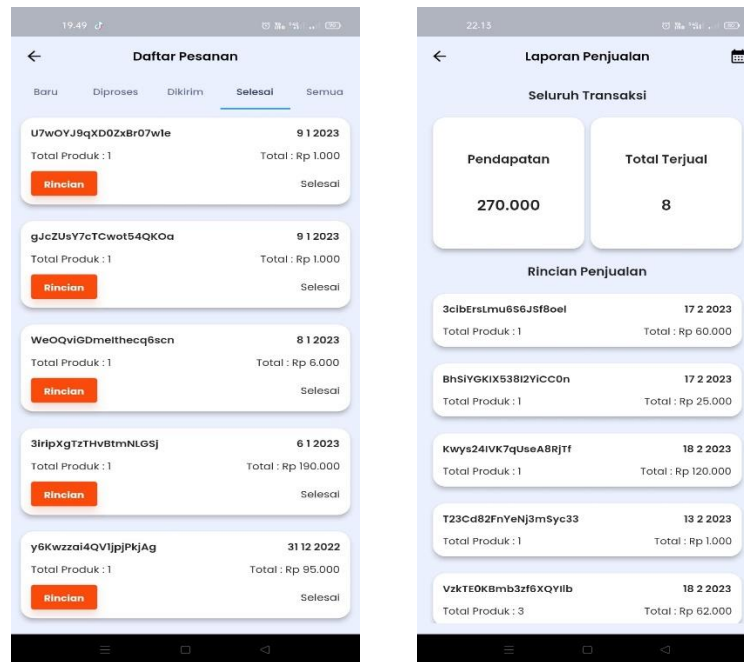 19.49
Daftar Pesanan
Baru Diproses Dikirim Selesai Semua
U7wOYJ9qXD0ZxBr07w1e 9 1 2023
Total Produk : 1 Total : Rp 1.000
Rincian Selesai
gJcZUsY7cTCwot54QKOa 9 1 2023
Total Produk : 1 Total : Rp 1.000
Rincian Selesai
WeOQviGDmeIthecq6scn 8 1 2023
Total Produk : 1 Total : Rp 6.000
Rincian Selesai
3iripXgTzTHvBtmNLGSj 6 1 2023
Total Produk : 1 Total : Rp 190.000
Rincian Selesai
y6Kwzzai4QV1jpjPkjAg 31 12 2022
Total Produk : 1 Total : Rp 95.000
Rincian Selesai
22.13
Laporan Penjualan
Seluruh Transaksi
Pendapatan Total Terjual
270.000 8
Rincian Penjualan
3cibErsLmu6S6JSf8oel 17 2 2023
Total Produk : 1 Total : Rp 60.000
BhSiYGKIX538I2YiCC0n 17 2 2023
Total Produk : 1 Total : Rp 25.000
Kwys24IVK7qUseA8RjTf 18 2 2023
Total Produk : 1 Total : Rp 120.000
T23Cd82FnYeNj3mSyc33 13 2 2023
Total Produk : 1 Total : Rp 1.000
VzkTE0KBmb3zf6XQYIlb 18 2 2023
Total Produk : 3 Total : Rp 62.000